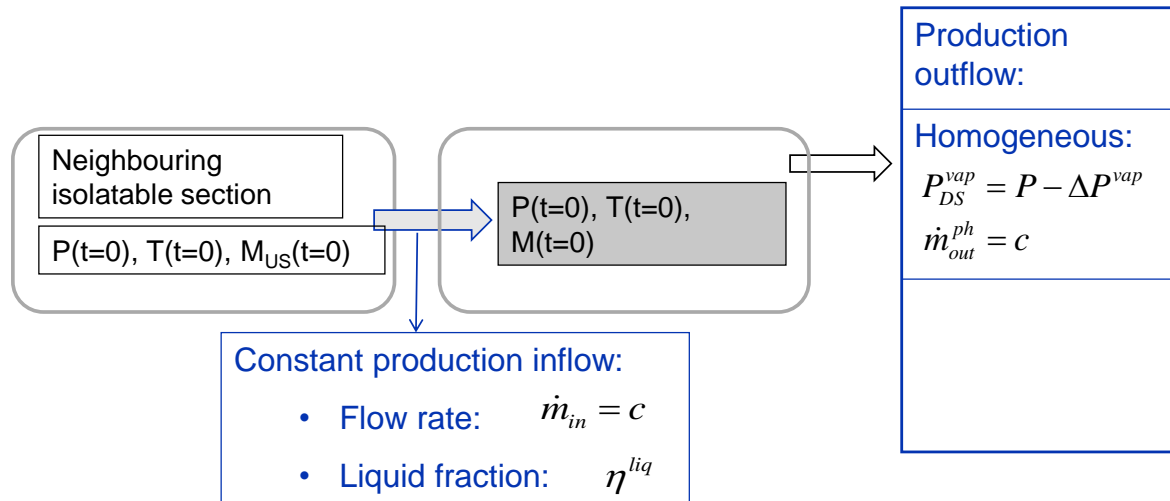 Neighbouring
isolatable section
P(t=0), T(t=0), M_US(t=0)
P(t=0), T(t=0),
M(t=0)
Constant production inflow:
• Flow rate: ṁ_in = c
• Liquid fraction: η^liq
Production
outflow:
Homogeneous:
P_DS^vap = P − ΔP^vap
ṁ_out^ph = c